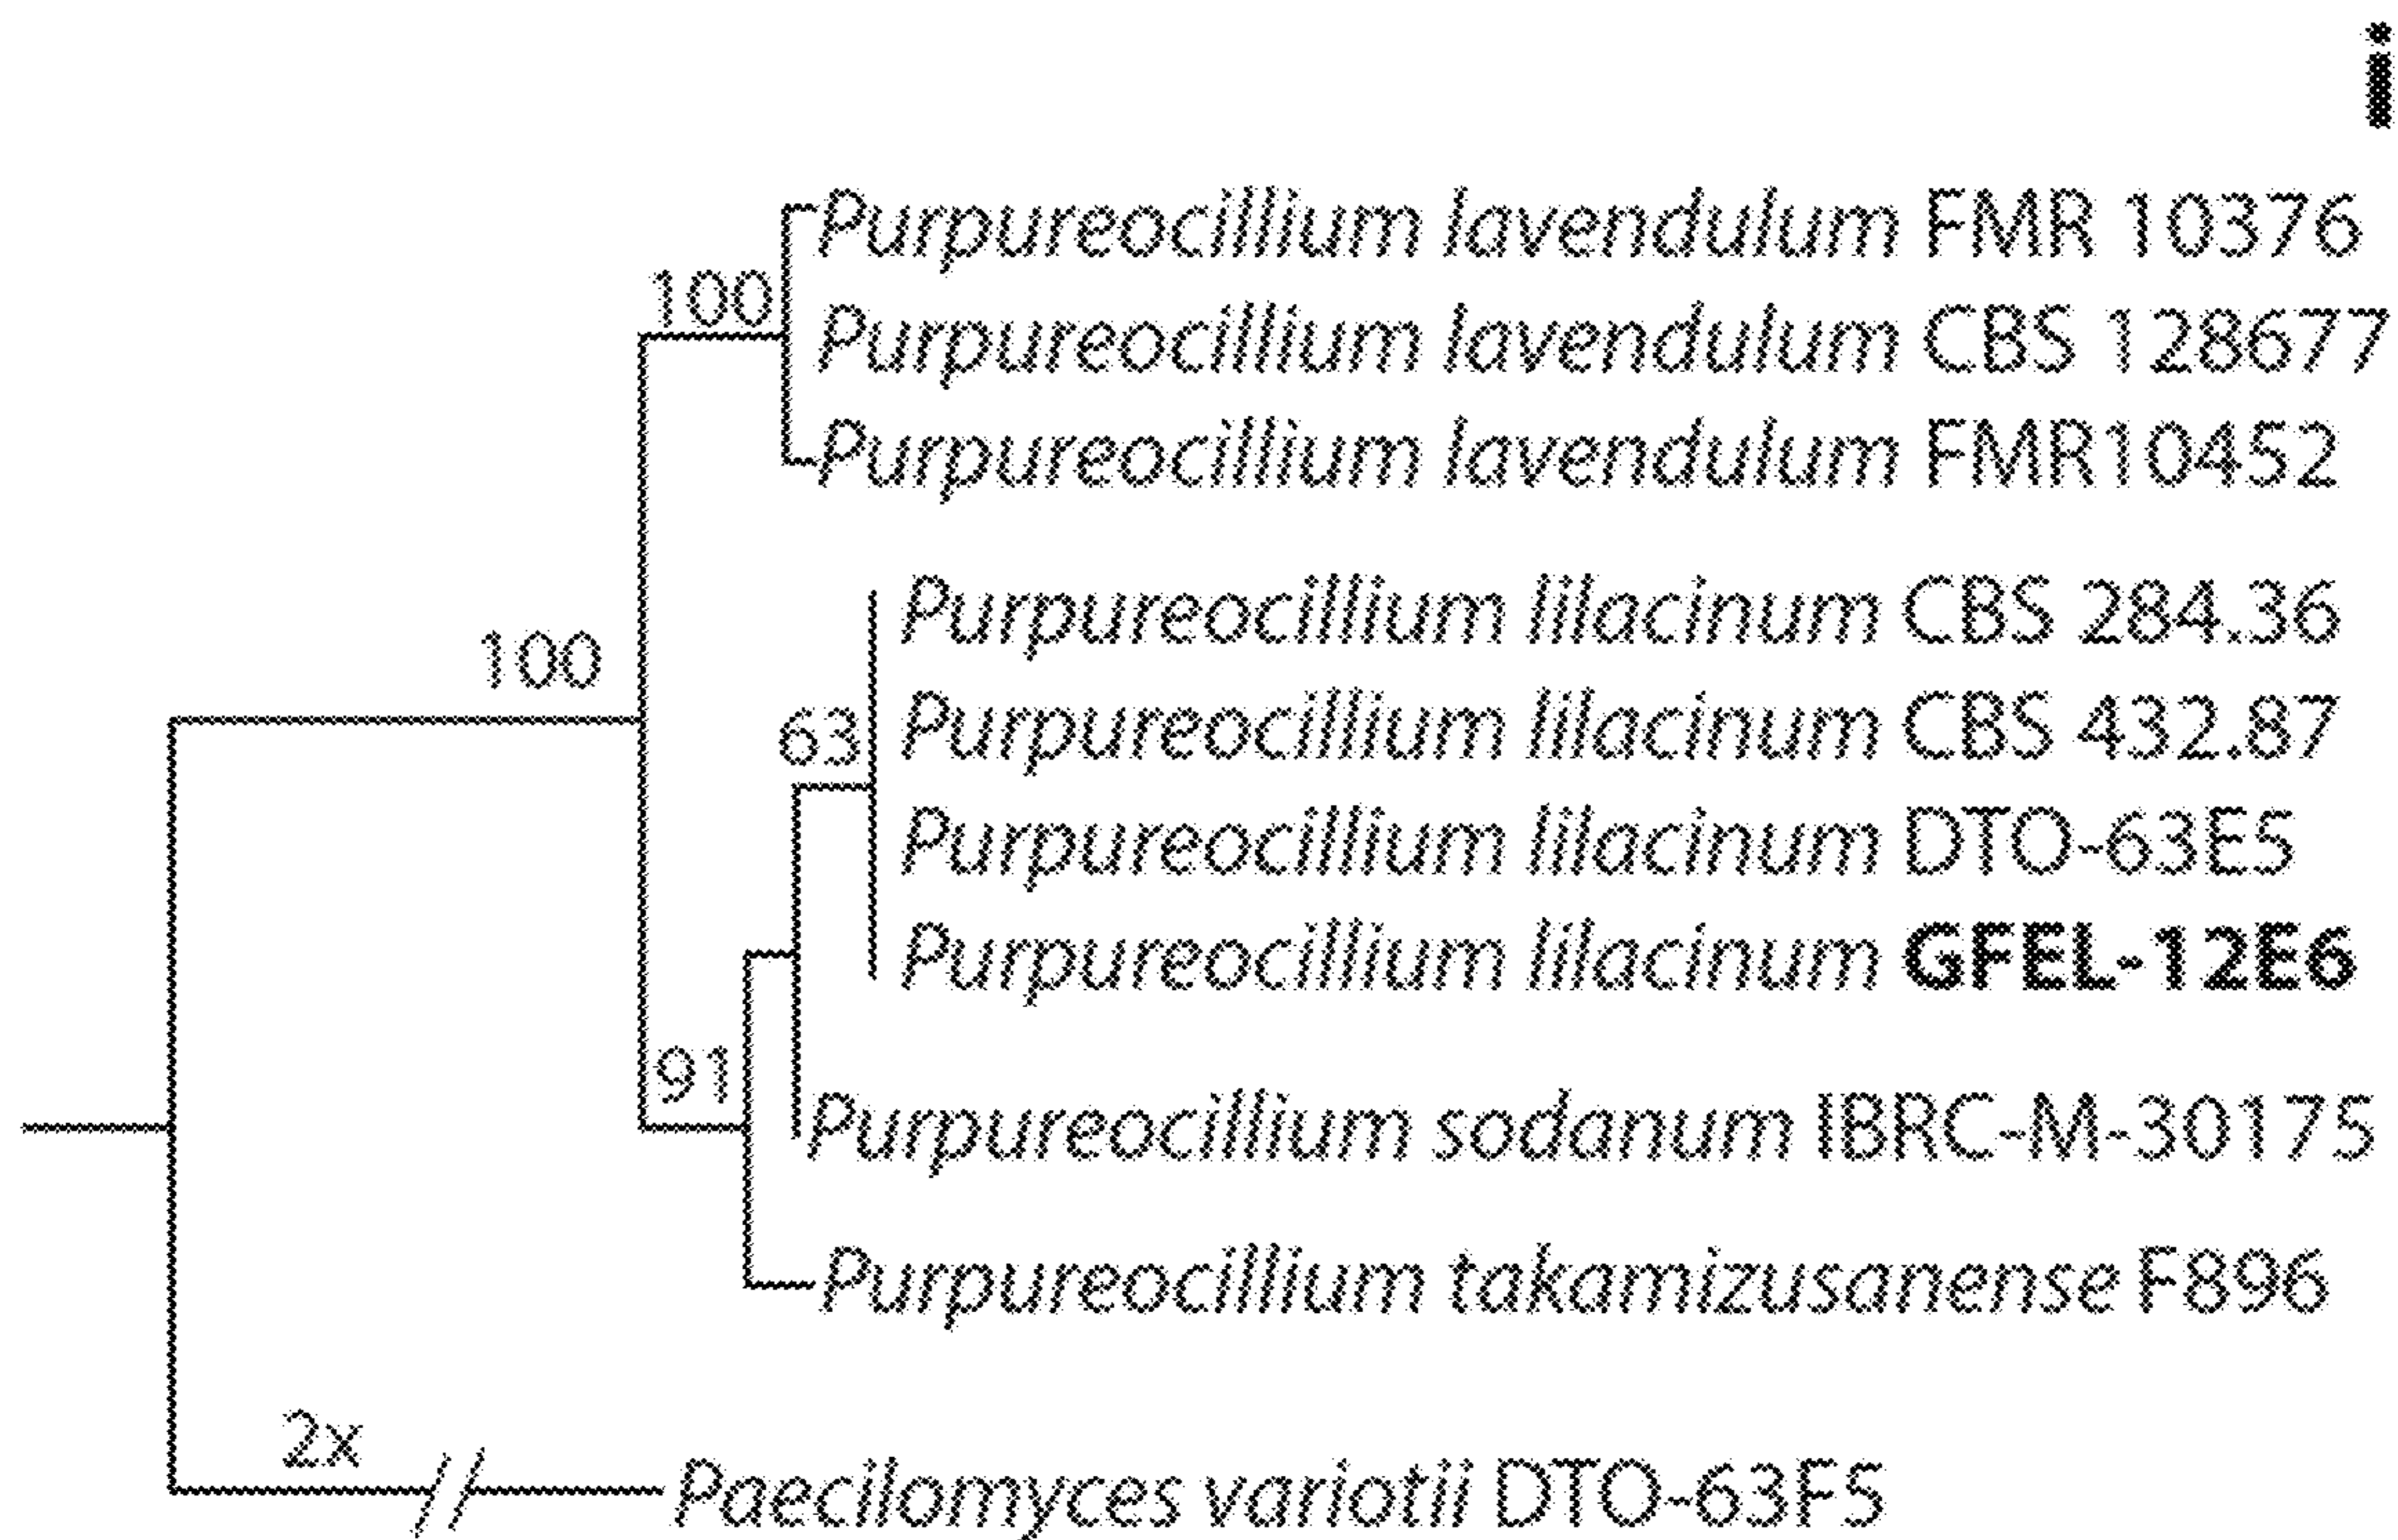 i
Purpureocillium lavendulum FMR 10376
100
Purpureocillium lavendulum CBS 128677
Purpureocillium lavendulum FMR10452
Purpureocillium lilacinum CBS 284.36
100
63
Purpureocillium lilacinum CBS 432.87
Purpureocillium lilacinum DTO-63E5
Purpureocillium lilacinum GFEL-12E6
91
Purpureocillium sodanum IBRC-M-30175
Purpureocillium takamizusanense F896
2x
Paecilomyces variotii DTO-63F5